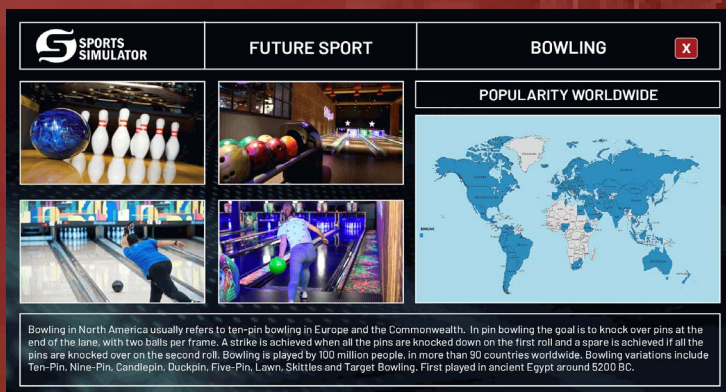 SPORTS
SIMULATOR
FUTURE SPORT
BOWLING
X
POPULARITY WORLDWIDE
BOWLING
Bowling in North America usually refers to ten-pin bowling in Europe and the Commonwealth. In pin bowling the goal is to knock over pins at the
end of the lane, with two balls per frame. A strike is achieved when all the pins are knocked down on the first roll and a spare is achieved if all the
pins are knocked over on the second roll. Bowling is played by 100 million people, in more than 90 countries worldwide. Bowling variations include
Ten-Pin, Nine-Pin, Candlepin, Duckpin, Five-Pin, Lawn, Skittles and Target Bowling. First played in ancient Egypt around 5200 BC.